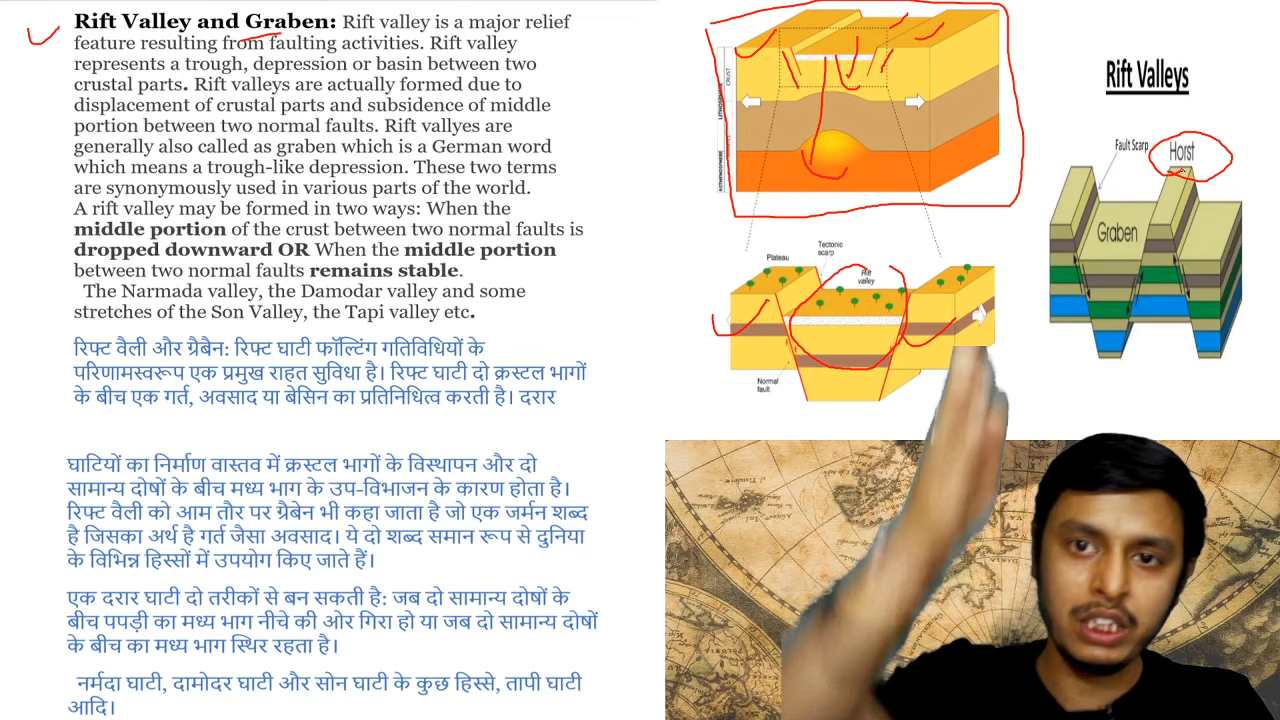 Rift Valley and Graben: Rift valley is a major relief
feature resulting from faulting activities. Rift valley
represents a trough, depression or basin between two
crustal parts. Rift valleys are actually formed due to
displacement of crustal parts and subsidence of middle
portion between two normal faults. Rift vallyes are
generally also called as graben which is a German word
which means a trough-like depression. These two terms
are synonymously used in various parts of the world.
A rift valley may be formed in two ways: When the
middle portion of the crust between two normal faults is
dropped downward OR When the middle portion
between two normal faults remains stable.
The Narmada valley, the Damodar valley and some
stretches of the Son Valley, the Tapi valley etc.
रिफ्ट वैली और ग्रैबेन: रिफ्ट घाटी फॉल्टिंग गतिविधियों के
परिणामस्वरूप एक प्रमुख राहत सुविधा है। रिफ्ट घाटी दो क्रस्टल भागों
के बीच एक गर्त, अवसाद या बेसिन का प्रतिनिधित्व करती है। दरार
घाटियों का निर्माण वास्तव में क्रस्टल भागों के विस्थापन और दो
सामान्य दोषों के बीच मध्य भाग के उप-विभाजन के कारण होता है।
रिफ्ट वैली को आम तौर पर ग्रैबेन भी कहा जाता है जो एक जर्मन शब्द
है जिसका अर्थ है गर्त जैसा अवसाद। ये दो शब्द समान रूप से दुनिया
के विभिन्न हिस्सों में उपयोग किए जाते हैं।
एक दरार घाटी दो तरीकों से बन सकती है: जब दो सामान्य दोषों के
बीच पपड़ी का मध्य भाग नीचे की ओर गिरा हो या जब दो सामान्य दोषों
के बीच का मध्य भाग स्थिर रहता है।
नर्मदा घाटी, दामोदर घाटी और सोन घाटी के कुछ हिस्से, तापी घाटी
आदि।
CRUST
LITHOSPHERE
ASTHENOSPHERE
Plateau
Tectonic
scarp
Rift
valley
Normal
fault
Rift Valleys
Fault Scarp
Horst
Graben